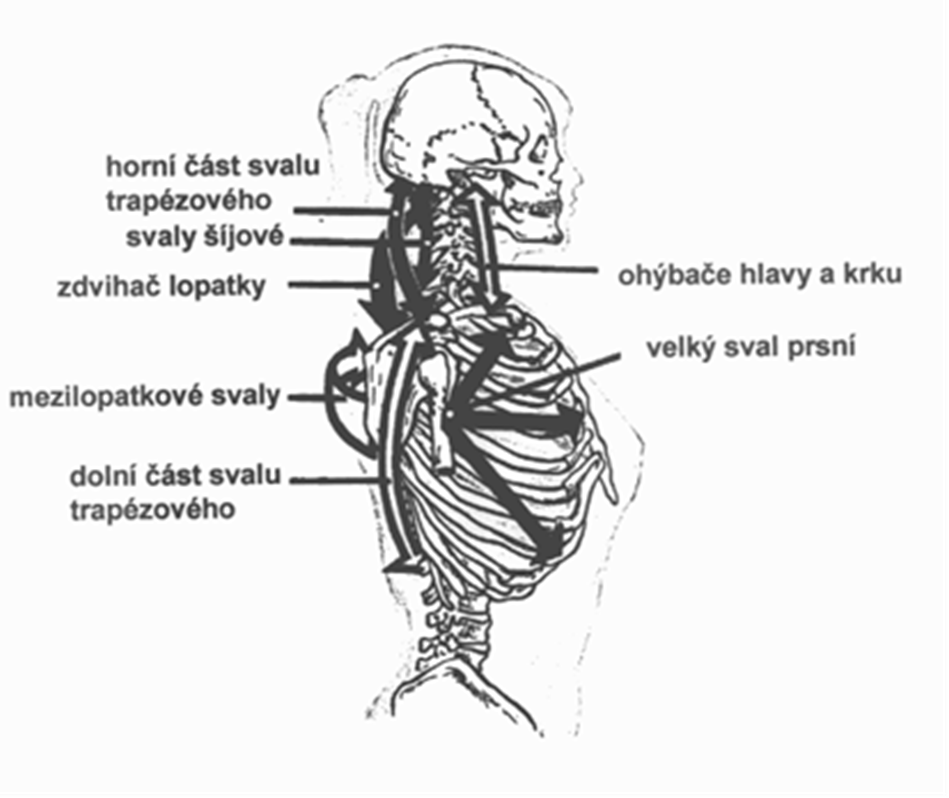 horní část svalu
trapézového
svaly šíjové
zdvihač lopatky
ohýbače hlavy a krku
velký sval prsní
mezilopatkové svaly
dolní část svalu
trapézového